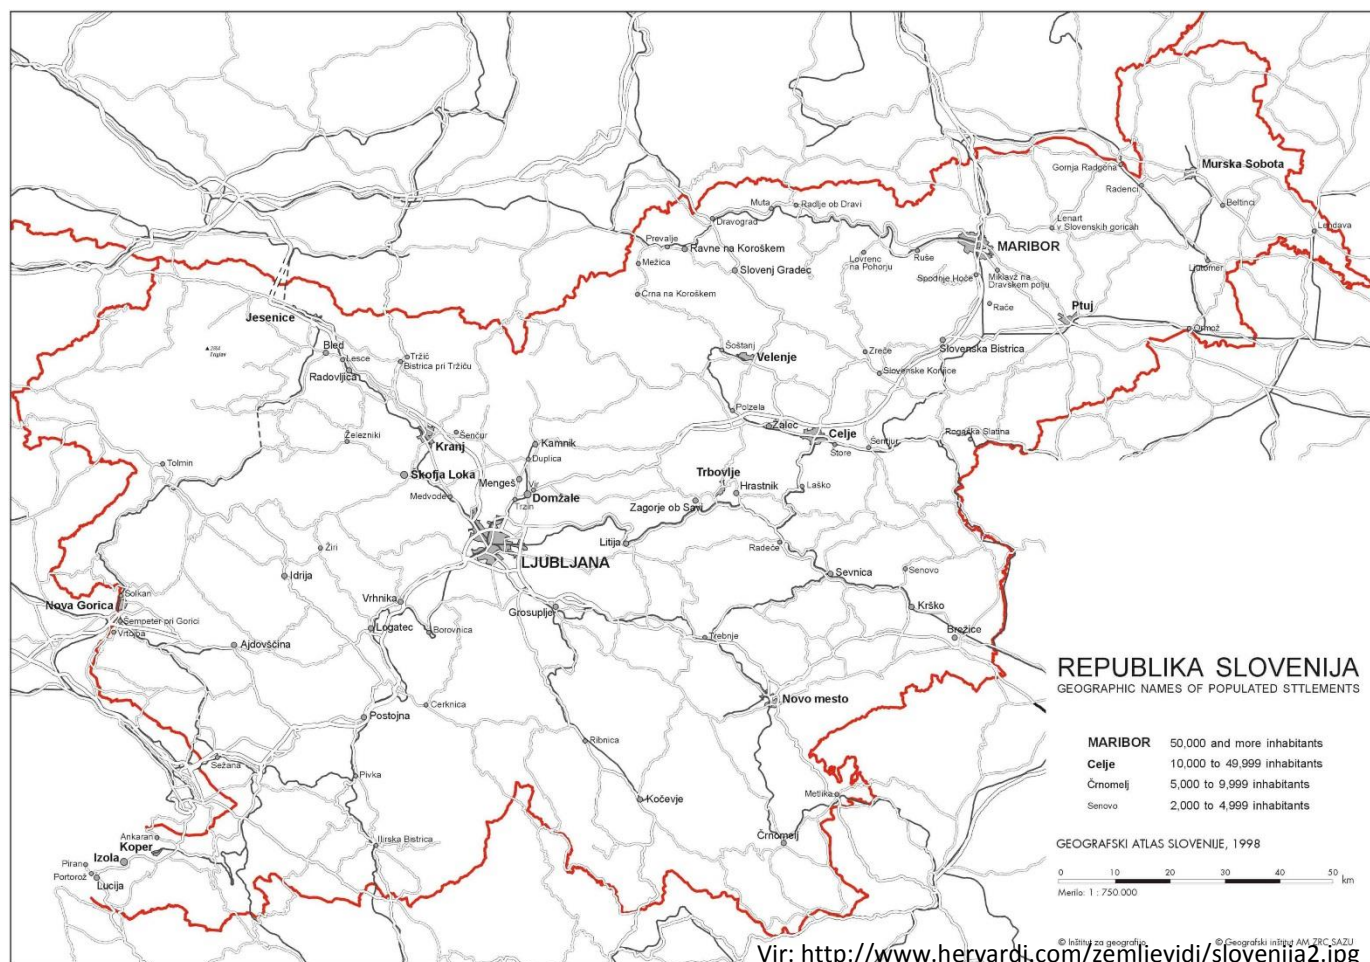 Murska Sobota
Gornja Radgona
Radenci
Beltinci
Muta
Radlje ob Dravi
Dravograd
Lenart
v Slovenskih goricah
Lendava
Prevalje
Ravne na Koroškem
MARIBOR
Mežica
Lovrenc
na Pohorju
Ruše
Slovenj Gradec
Spodnje Hoče
Miklavž na
Dravskem polju
Ljutomer
Črna na Koroškem
Rače
Ptuj
Jesenice
Ormož
Bled
Lesce
Tržič
Bistrica pri Tržiču
Radovljica
Šoštanj
Velenje
Zreče
Slovenska Bistrica
Slovenske Konjice
Polzela
Žalec
Celje
Šentjur
Štore
Rogaška Slatina
Železniki
Šenčur
Kranj
Kamnik
Duplica
Tolmin
Škofja Loka
Mengeš
Vir
Domžale
Medvode
Trzin
Trbovlje
Hrastnik
Laško
Zagorje ob Savi
Žiri
LJUBLJANA
Litija
Radeče
Idrija
Sevnica
Senovo
Solkan
Nova Gorica
Šempeter pri Gorici
Vrtojba
Vrhnika
Logatec
Borovnica
Grosuplje
Krško
Brežice
Trebnje
Ajdovščina
Novo mesto
Postojna
Cerknica
Ribnica
Sežana
Pivka
Kočevje
Metlika
Črnomelj
Ankaran
Koper
Izola
Piran
Portorož
Lucija
Ilirska Bistrica
REPUBLIKA SLOVENIJA
GEOGRAPHIC NAMES OF POPULATED STTLEMENTS
MARIBOR 50,000 and more inhabitants
Celje 10,000 to 49,999 inhabitants
Črnomelj 5,000 to 9,999 inhabitants
Senovo 2,000 to 4,999 inhabitants
GEOGRAFSKI ATLAS SLOVENIJE, 1998
0 10 20 30 40 50 km
Merilo: 1 : 750.000
© Inštitut za geografijo © Geografski inštitut AM ZRC SAZU
Vir: http://www.hervardi.com/zemljevidi/slovenija2.jpg